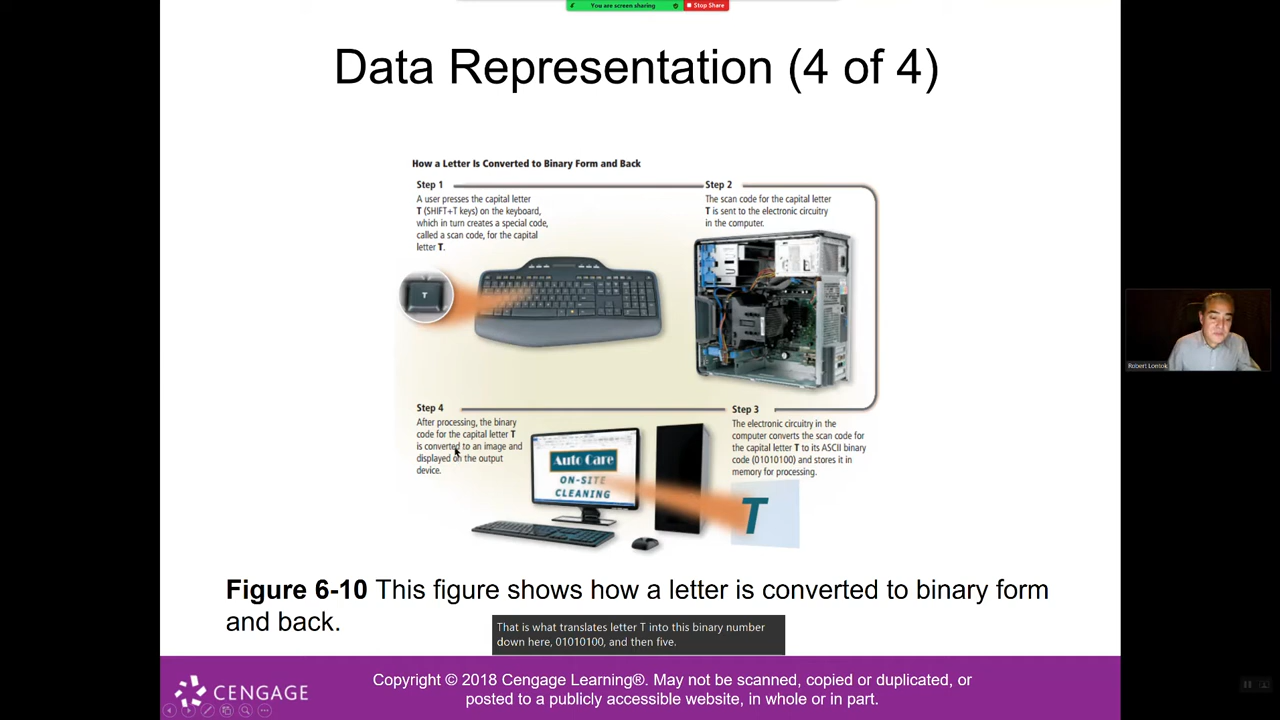 You are screen sharing
Stop Share
Data Representation (4 of 4)
How a Letter Is Converted to Binary Form and Back
Step 1
A user presses the capital letter
T (SHIFT+T keys) on the keyboard,
which in turn creates a special code,
called a scan code, for the capital
letter T.
Step 2
The scan code for the capital letter
T is sent to the electronic circuitry
in the computer.
T
Step 4
After processing, the binary
code for the capital letter T
is converted to an image and
displayed on the output
device.
Step 3
The electronic circuitry in the
computer converts the scan code for
the capital letter T to its ASCII binary
code (01010100) and stores it in
memory for processing.
Auto Care
ON-SITE
CLEANING
T
Robert Lontok
Figure 6-10 This figure shows how a letter is converted to binary form
and back.
That is what translates letter T into this binary number
down here, 01010100, and then five.
CENGAGE
Copyright © 2018 Cengage Learning®. May not be scanned, copied or duplicated, or
posted to a publicly accessible website, in whole or in part.